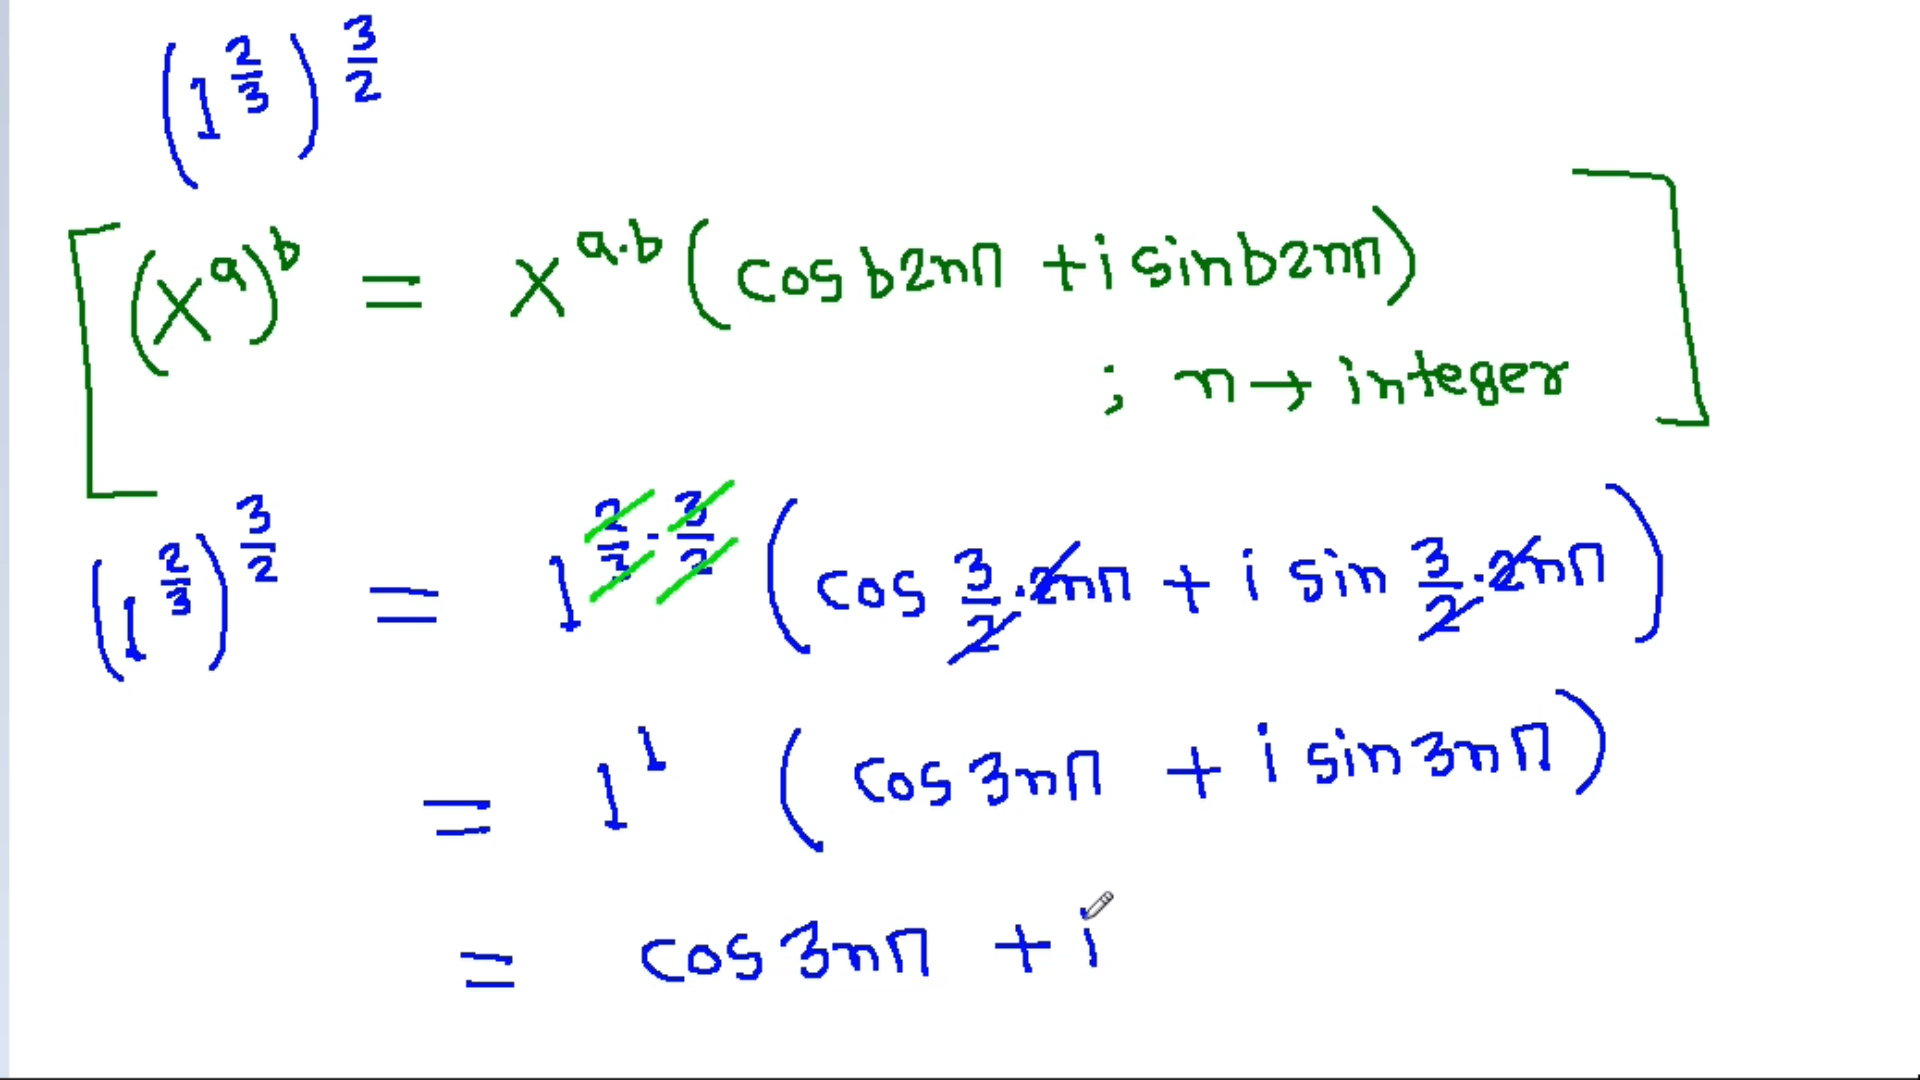 (1^(2/3))^(3/2)
[(x^a)^b = x^(a·b) (cos b2nπ + i sin b2nπ)
; n → integer]
(1^(2/3))^(3/2) = 1^(2/3 · 3/2) (cos 3/2 · 2nπ + i sin 3/2 · 2nπ)
= 1^1 (cos 3nπ + i sin 3nπ)
= cos 3nπ + i